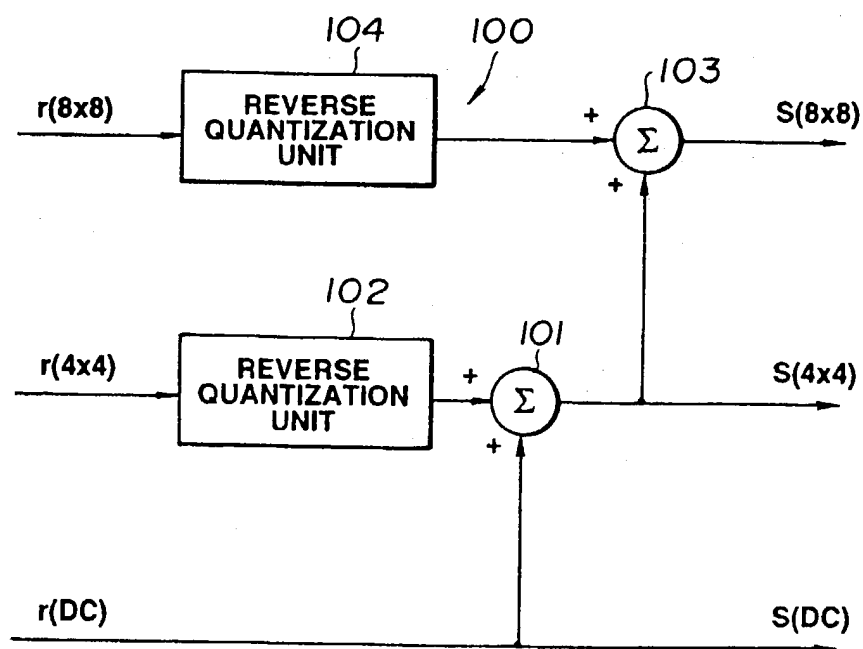 104
100
103
r(8x8)
REVERSE
QUANTIZATION
UNIT
+
Σ
+
S(8x8)
102
101
r(4x4)
REVERSE
QUANTIZATION
UNIT
+
Σ
+
S(4x4)
r(DC)
S(DC)